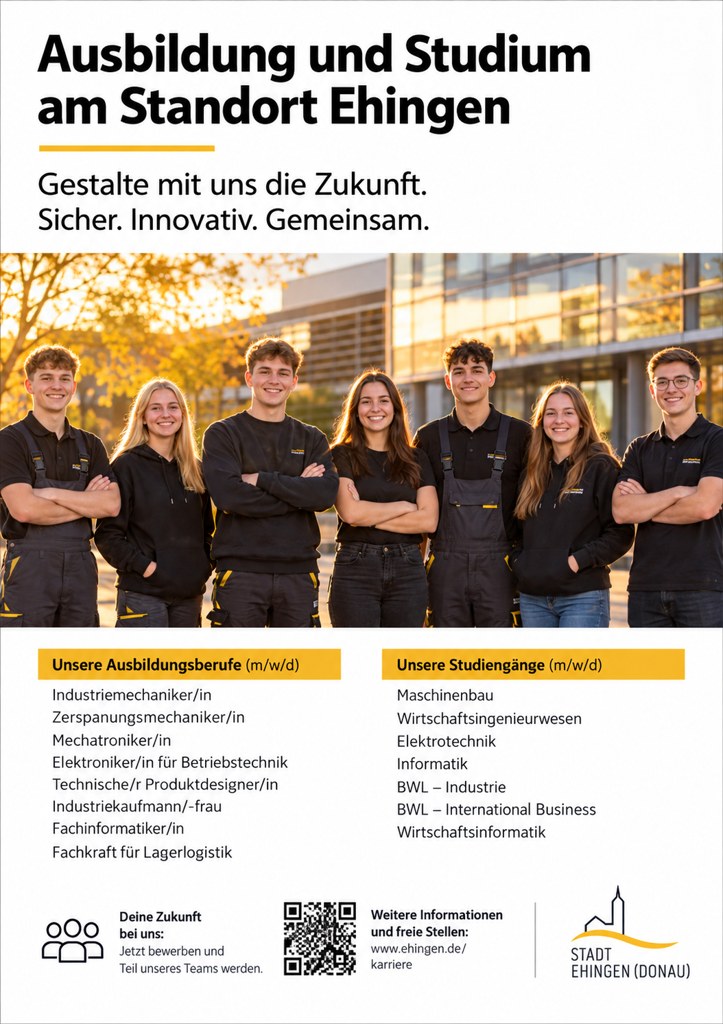 Ausbildung und Studium
am Standort Ehingen
Gestalte mit uns die Zukunft.
Sicher. Innovativ. Gemeinsam.
Unsere Ausbildungsberufe (m/w/d)
Industriemechaniker/in
Zerspanungsmechaniker/in
Mechatroniker/in
Elektroniker/in für Betriebstechnik
Technische/r Produktdesigner/in
Industriekaufmann/-frau
Fachinformatiker/in
Fachkraft für Lagerlogistik
Unsere Studiengänge (m/w/d)
Maschinenbau
Wirtschaftsingenieurwesen
Elektrotechnik
Informatik
BWL – Industrie
BWL – International Business
Wirtschaftsinformatik
Deine Zukunft
bei uns:
Jetzt bewerben und
Teil unseres Teams werden.
Weitere Informationen
und freie Stellen:
www.ehingen.de/
karriere
STADT
EHINGEN (DONAU)